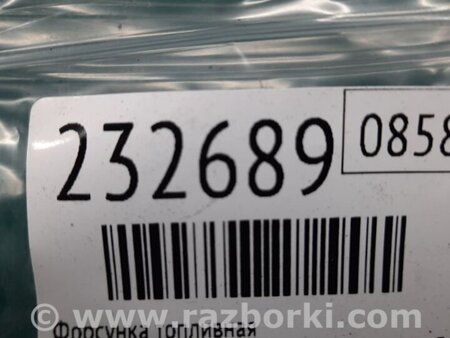 232689
0858
Форсунка топливная
www.razborki.com